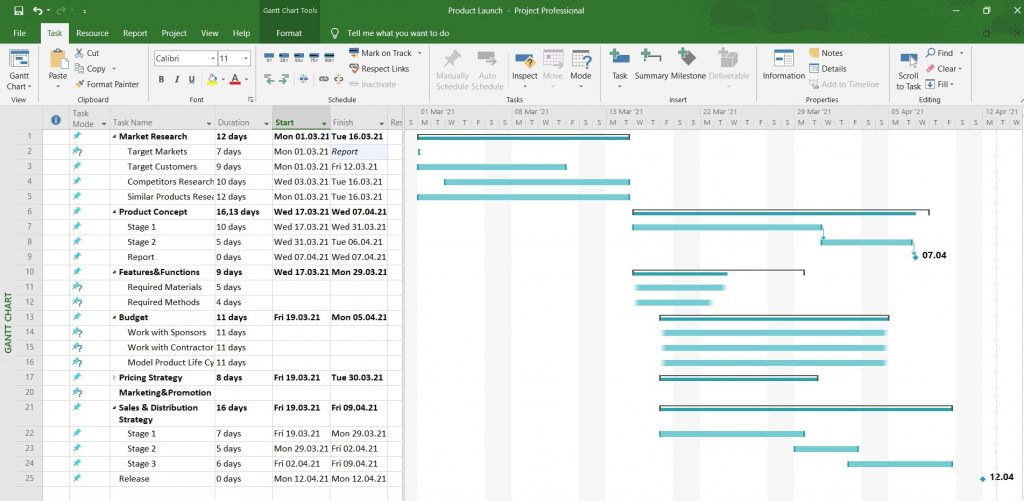 Gantt Chart Tools
Product Launch - Project Professional
File Task Resource Report Project View Help Format Tell me what you want to do
Gantt Chart
View
Paste
Cut
Copy
Format Painter
Clipboard
Calibri 11
B I U A
Font
0% 25% 50% 75% 100%
Mark on Track
Respect Links
Inactivate
Schedule
Manually Schedule
Auto Schedule
Inspect
Move
Mode
Tasks
Task
Summary
Milestone
Deliverable
Insert
Information
Notes
Details
Add to Timeline
Properties
Scroll to Task
Find
Clear
Fill
Editing
GANTT CHART
Task Mode Task Name Duration Start Finish Res
01 Mar '21 08 Mar '21 15 Mar '21 22 Mar '21 29 Mar '21 05 Apr '21 12 Apr '21
S M T W T F S S M T W T F S S M T W T F S S M T W T F S S M T W T F S S M T W T F S S M T W
1 Market Research 12 days Mon 01.03.21 Tue 16.03.21
2 Target Markets 7 days Mon 01.03.21 Report
3 Target Customers 9 days Mon 01.03.21 Fri 12.03.21
4 Competitors Research 10 days Wed 03.03.21 Tue 16.03.21
5 Similar Products Resea 12 days Mon 01.03.21 Tue 16.03.21
6 Product Concept 16,13 days Wed 17.03.21 Wed 07.04.21
7 Stage 1 10 days Wed 17.03.21 Wed 31.03.21
8 Stage 2 5 days Wed 31.03.21 Tue 06.04.21
9 Report 0 days Wed 07.04.21 Wed 07.04.21 07.04
10 Features&Functions 9 days Wed 17.03.21 Mon 29.03.21
11 Required Materials 5 days
12 Required Methods 4 days
13 Budget 11 days Fri 19.03.21 Mon 05.04.21
14 Work with Sponsors 11 days
15 Work with Contractor 11 days
16 Model Product Life Cy 11 days
17 Pricing Strategy 8 days Fri 19.03.21 Tue 30.03.21
20 Marketing&Promotion
21 Sales & Distribution Strategy 16 days Fri 19.03.21 Fri 09.04.21
22 Stage 1 7 days Fri 19.03.21 Mon 29.03.21
23 Stage 2 5 days Mon 29.03.21 Fri 02.04.21
24 Stage 3 6 days Fri 02.04.21 Fri 09.04.21
25 Release 0 days Mon 12.04.21 Mon 12.04.21 12.04